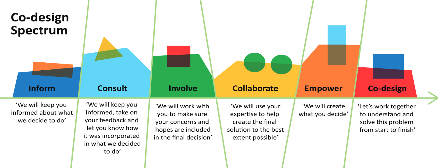 Co-design
Spectrum
Inform
Consult
Involve
Collaborate
Empower
Co-design
'We will keep you
informed about what
we decide to do'
'We will keep you
informed, take on
your feedback and
let you know how
it was incorporated
in what we decided
to do'
'We will work with
you to make sure
your concerns and
hopes are included
in the final decision'
'We will use your
expertise to help
create the final
solution to the best
extent possible'
'We will create
what you decide'
'Let's work together
to understand and
solve this problem
from start to finish'